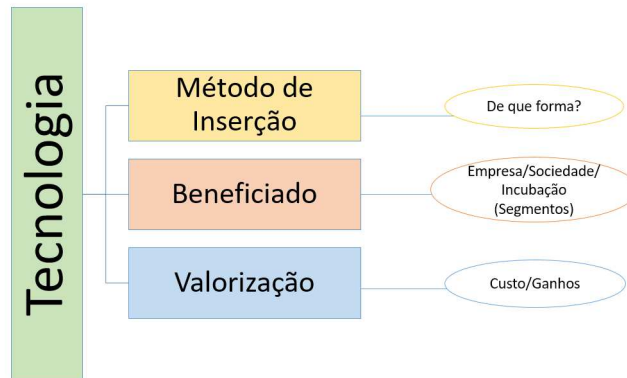 Tecnologia
Método de
Inserção
De que forma?
Beneficiado
Empresa/Sociedade/
Incubação
(Segmentos)
Valorização
Custo/Ganhos